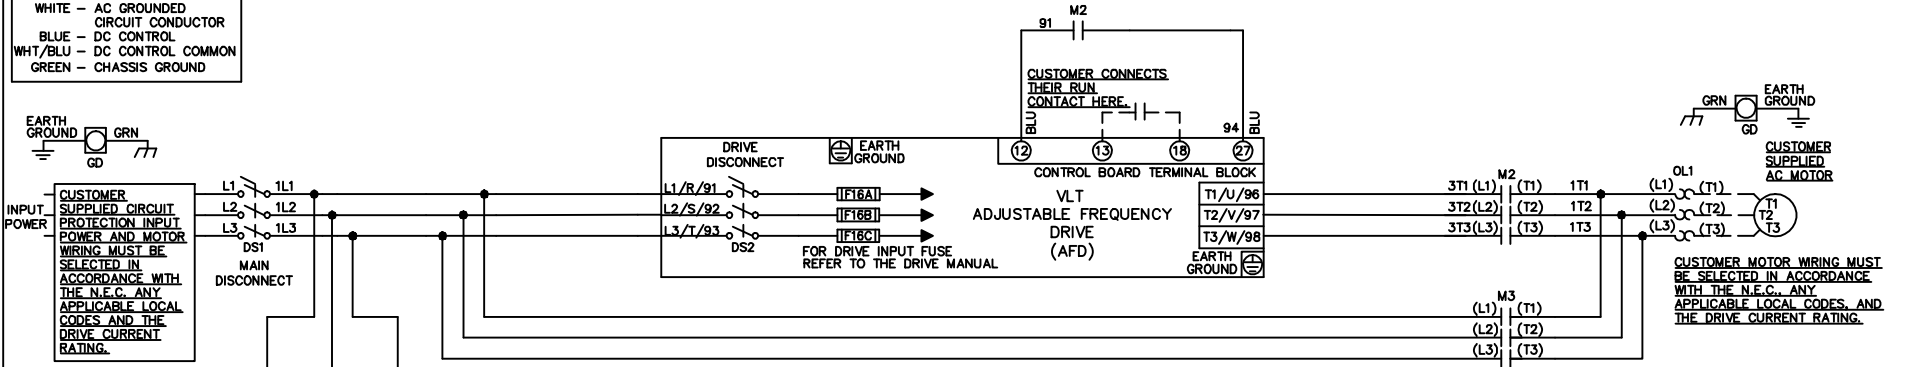 WHITE – AC GROUNDED
CIRCUIT CONDUCTOR
BLUE – DC CONTROL
WHT/BLU – DC CONTROL COMMON
GREEN – CHASSIS GROUND
EARTH
GROUND
GRN
GD
INPUT
POWER
CUSTOMER
SUPPLIED CIRCUIT
PROTECTION INPUT
POWER AND MOTOR
WIRING MUST BE
SELECTED IN
ACCORDANCE WITH
THE N.E.C. ANY
APPLICABLE LOCAL
CODES AND THE
DRIVE CURRENT
RATING.
L1 1L1
L2 1L2
L3 1L3
DS1
MAIN
DISCONNECT
DRIVE
DISCONNECT
L1/R/91
L2/S/92
L3/T/93
DS2
EARTH
GROUND
F16A
F16B
F16C
FOR DRIVE INPUT FUSE
REFER TO THE DRIVE MANUAL
M2
91
CUSTOMER CONNECTS
THEIR RUN
CONTACT HERE.
BLU
94
BLU
12 13 18 27
CONTROL BOARD TERMINAL BLOCK
VLT
ADJUSTABLE FREQUENCY
DRIVE
(AFD)
T1/U/96
T2/V/97
T3/W/98
EARTH
GROUND
M2
3T1 (L1) (T1) 1T1
3T2(L2) (T2) 1T2
3T3(L3) (T3) 1T3
M3
(L1) (T1)
(L2) (T2)
(L3) (T3)
GRN
EARTH
GROUND
GD
CUSTOMER
SUPPLIED
AC MOTOR
OL1
(L1) (T1)
(L2) (T2)
(L3) (T3)
T1
T2
T3
CUSTOMER MOTOR WIRING MUST
BE SELECTED IN ACCORDANCE
WITH THE N.E.C., ANY
APPLICABLE LOCAL CODES, AND
THE DRIVE CURRENT RATING.